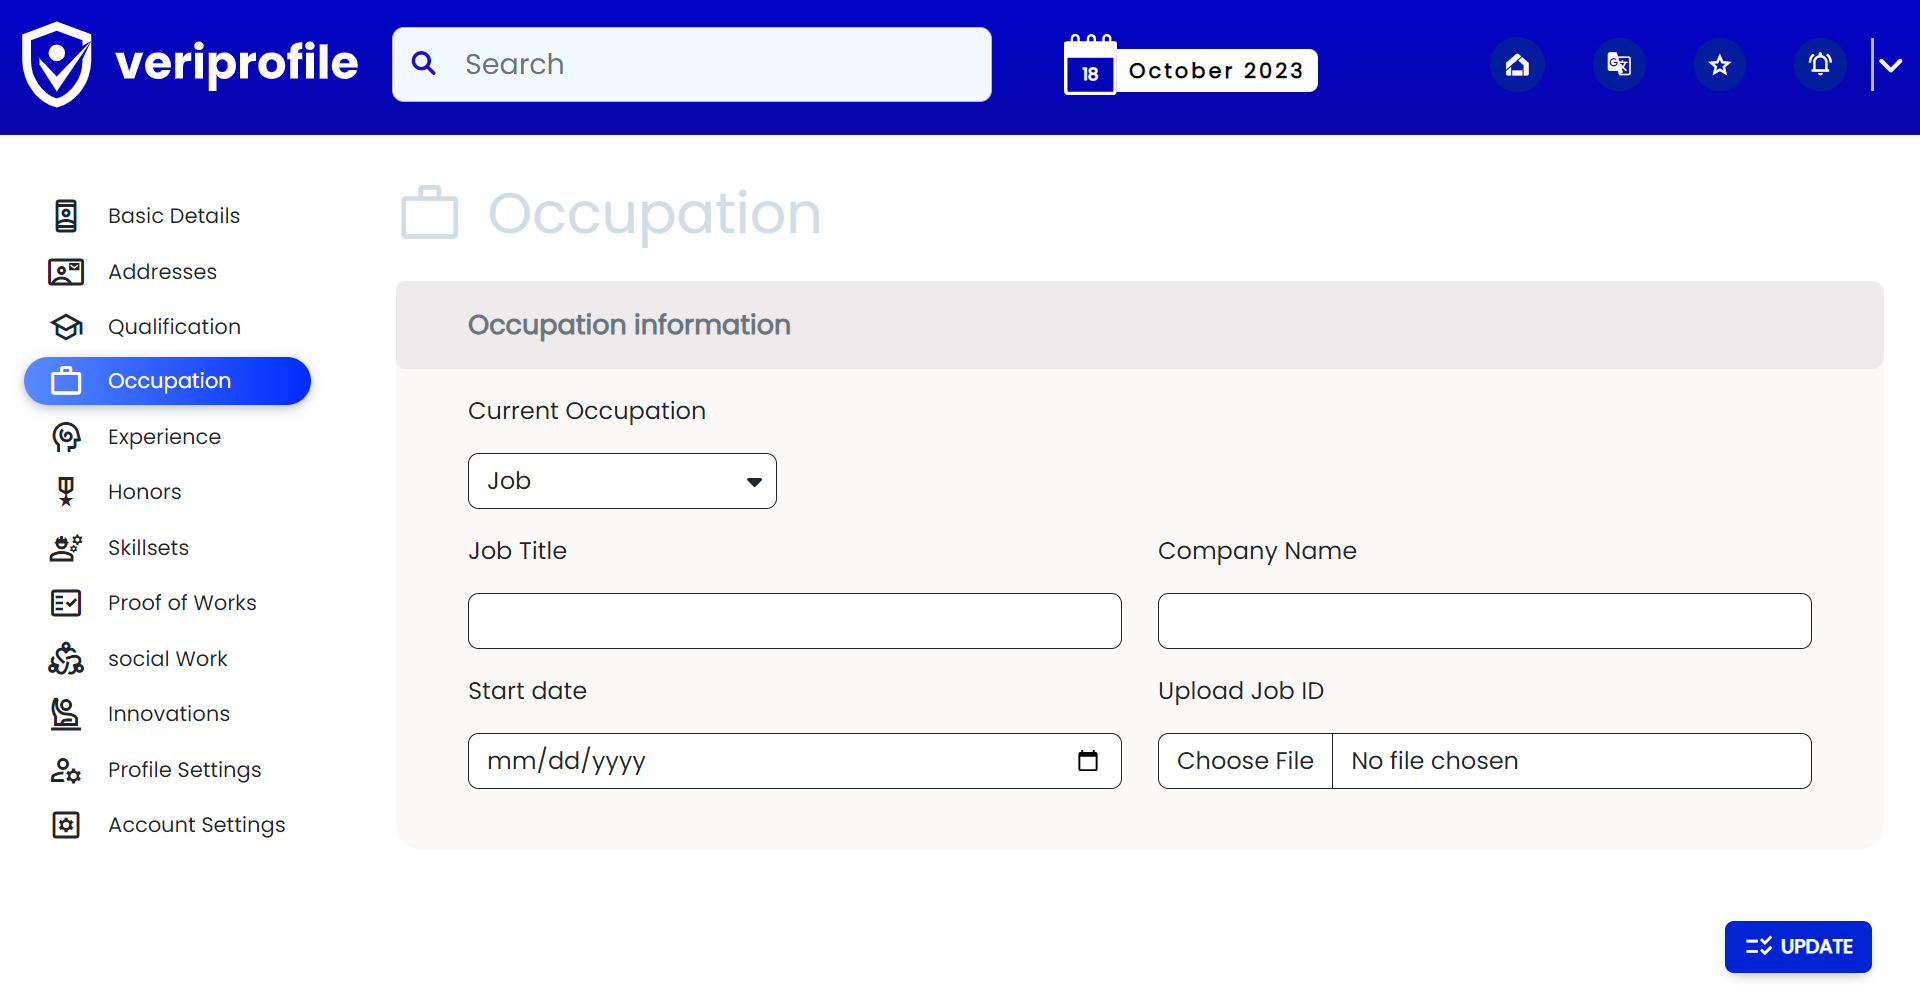 veriprofile
Search
18
October 2023
Basic Details
Addresses
Qualification
Occupation
Experience
Honors
Skillsets
Proof of Works
social Work
Innovations
Profile Settings
Account Settings
Occupation
Occupation information
Current Occupation
Job
Job Title
Company Name
Start date
Upload Job ID
mm/dd/yyyy
Choose File
No file chosen
UPDATE